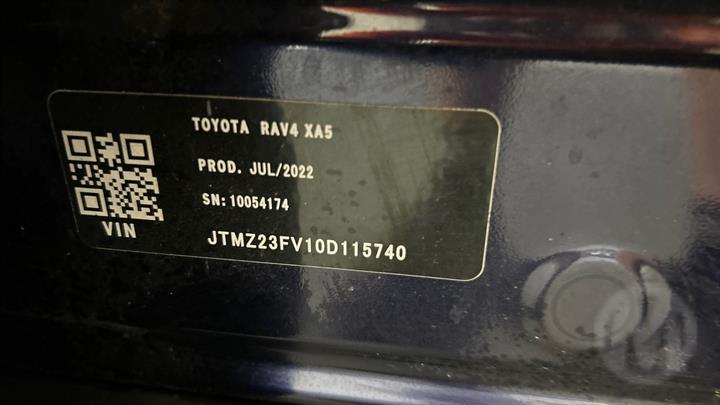 TOYOTA RAV4 XA5
PROD. JUL/2022
SN:10054174
VIN
JTMZ23FV10D115740